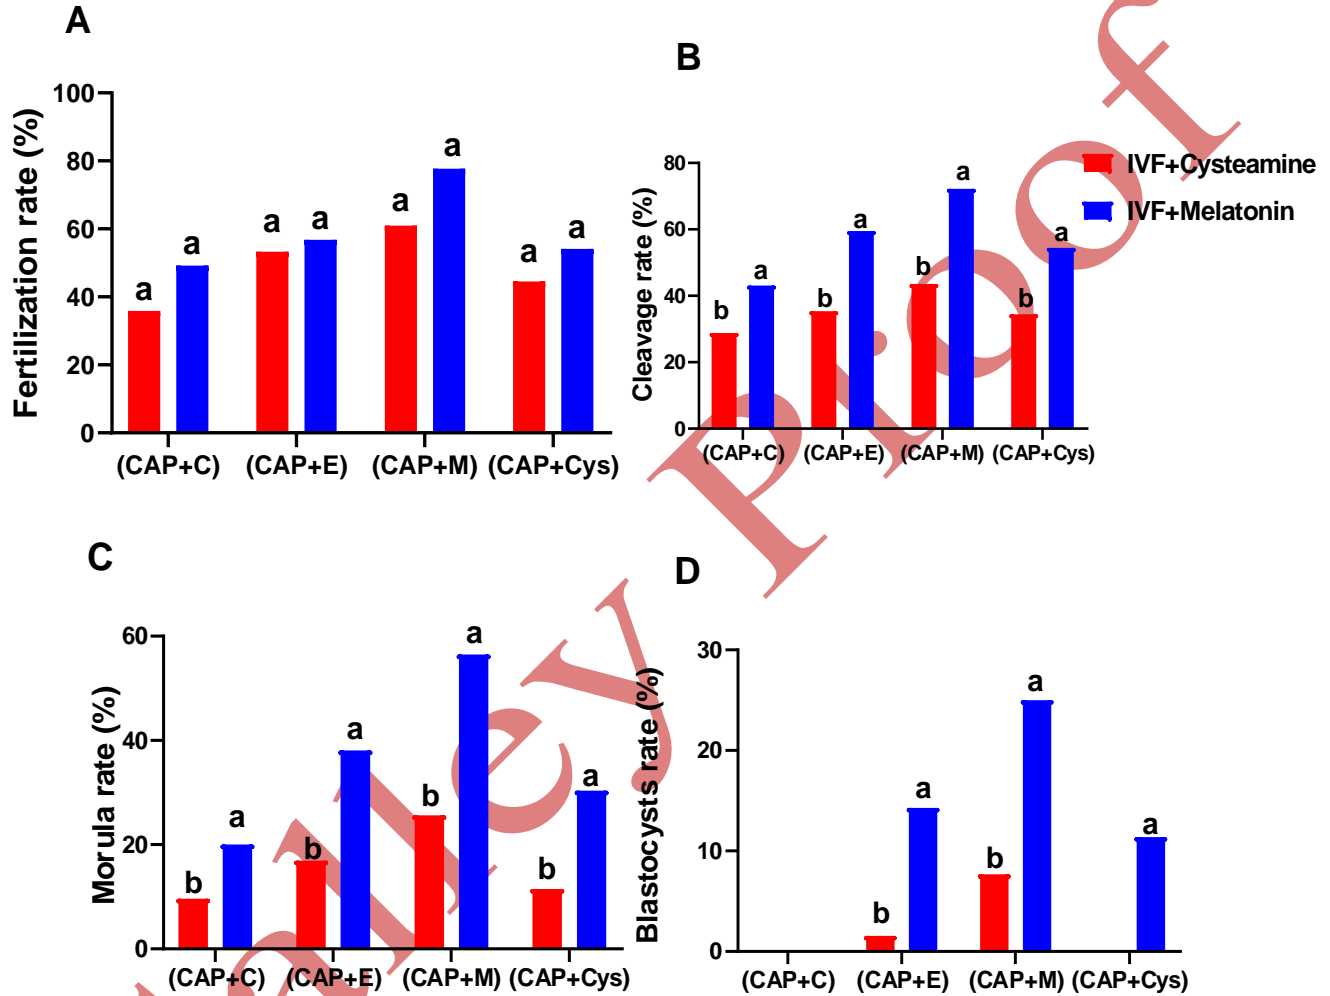 A
Fertilization rate (%)
100
80
60
40
20
0
a a a a a a a a
(CAP+C) (CAP+E) (CAP+M) (CAP+Cys)
B
Cleavage rate (%)
80
60
40
20
0
b a b a b a b a
(CAP+C) (CAP+E) (CAP+M) (CAP+Cys)
IVF+Cysteamine
IVF+Melatonin
C
Morula rate (%)
60
40
20
0
b a b a b a b a
(CAP+C) (CAP+E) (CAP+M) (CAP+Cys)
D
Blastocysts rate (%)
30
20
10
0
b a b a a
(CAP+C) (CAP+E) (CAP+M) (CAP+Cys)
alley Proof